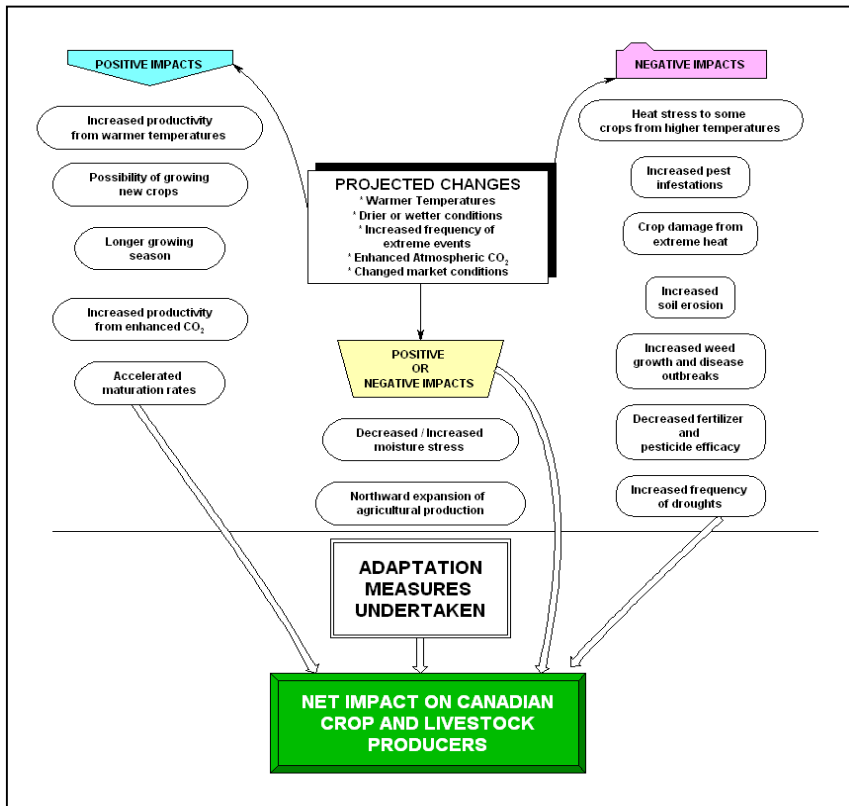 POSITIVE IMPACTS
Increased productivity
from warmer temperatures
Possibility of growing
new crops
Longer growing
season
Increased productivity
from enhanced CO₂
Accelerated
maturation rates
PROJECTED CHANGES
* Warmer Temperatures
* Drier or wetter conditions
* Increased frequency of
extreme events
* Enhanced Atmospheric CO₂
* Changed market conditions
POSITIVE
OR
NEGATIVE IMPACTS
Decreased / Increased
moisture stress
Northward expansion of
agricultural production
NEGATIVE IMPACTS
Heat stress to some
crops from higher temperatures
Increased pest
infestations
Crop damage from
extreme heat
Increased
soil erosion
Increased weed
growth and disease
outbreaks
Decreased fertilizer
and
pesticide efficacy
Increased frequency
of droughts
ADAPTATION
MEASURES
UNDERTAKEN
NET IMPACT ON CANADIAN
CROP AND LIVESTOCK
PRODUCERS